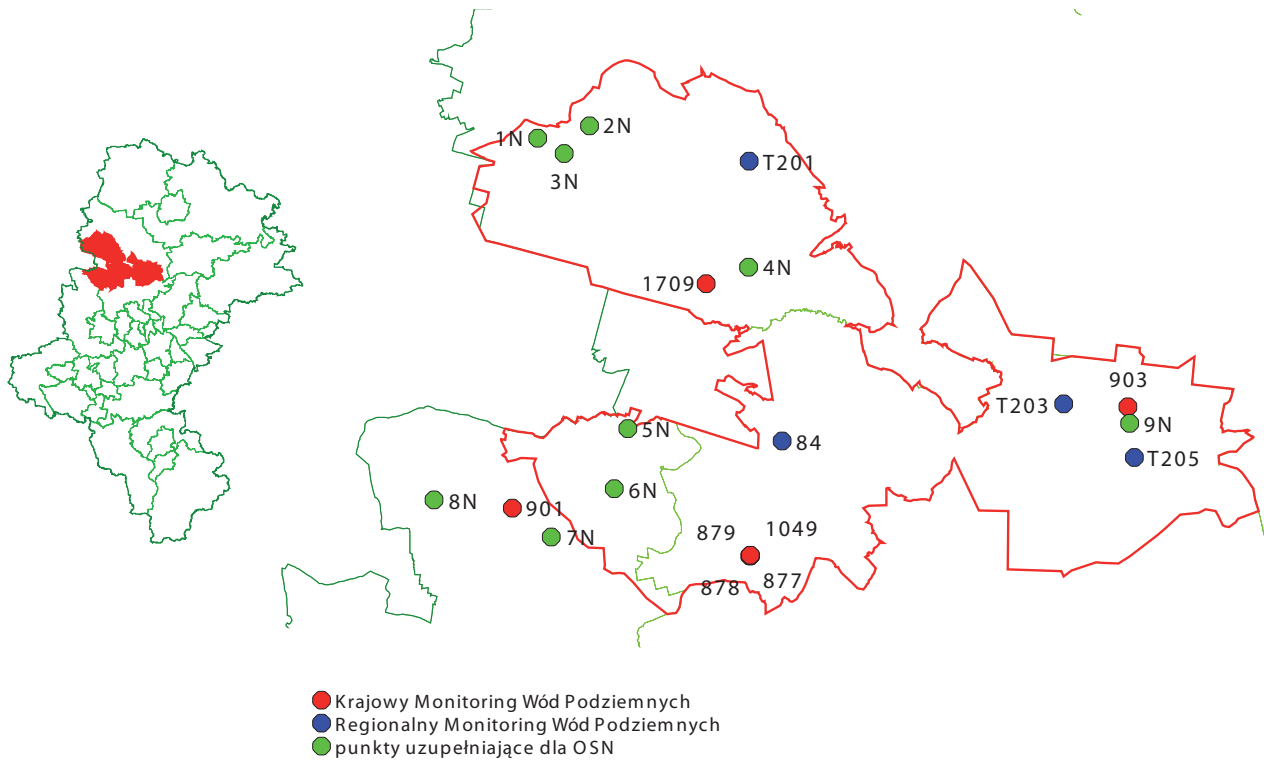 1N
2N
3N
T201
4N
1709
903
T203
9N
T205
5N
84
6N
8N
901
7N
879
1049
878
877
Krajowy Monitoring Wód Podziemnych
Regionalny Monitoring Wód Podziemnych
punkty uzupełniające dla OSN